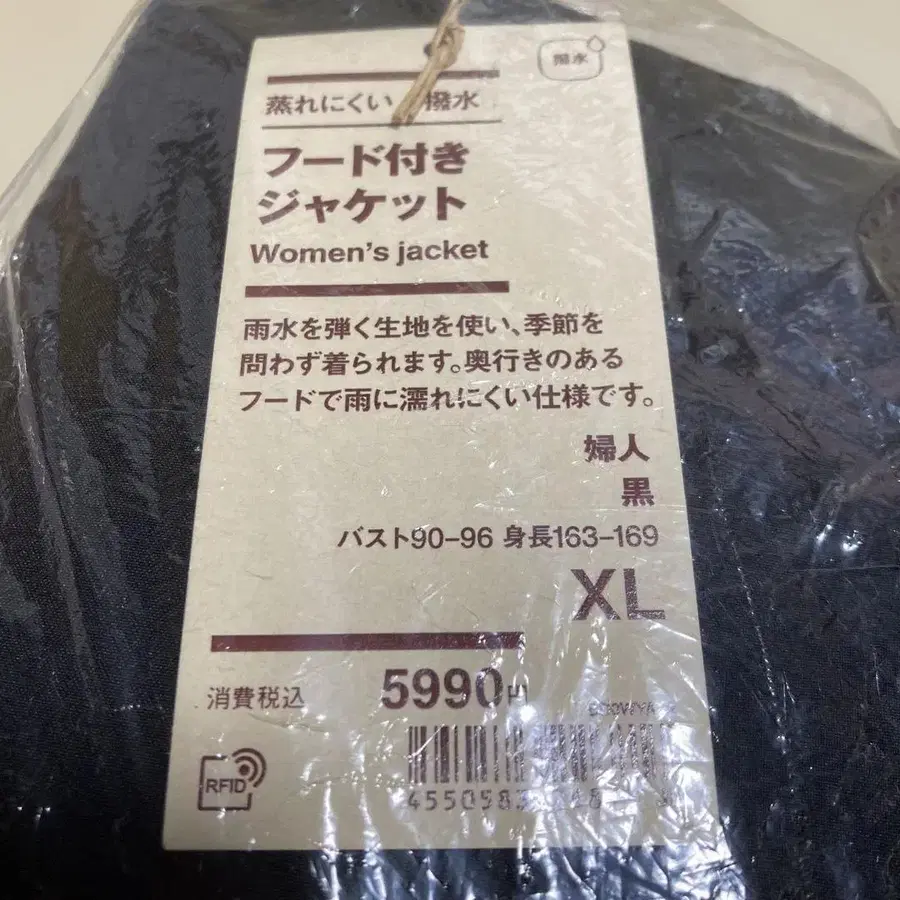 撥水
蒸れにくい 撥水
フード付き
ジャケット
Women's jacket
雨水を弾く生地を使い、季節を
問わず着られます。奥行きのある
フードで雨に濡れにくい仕様です。
婦人
黒
バスト90-96 身長163-169
XL
消費税込 5990円
RFID